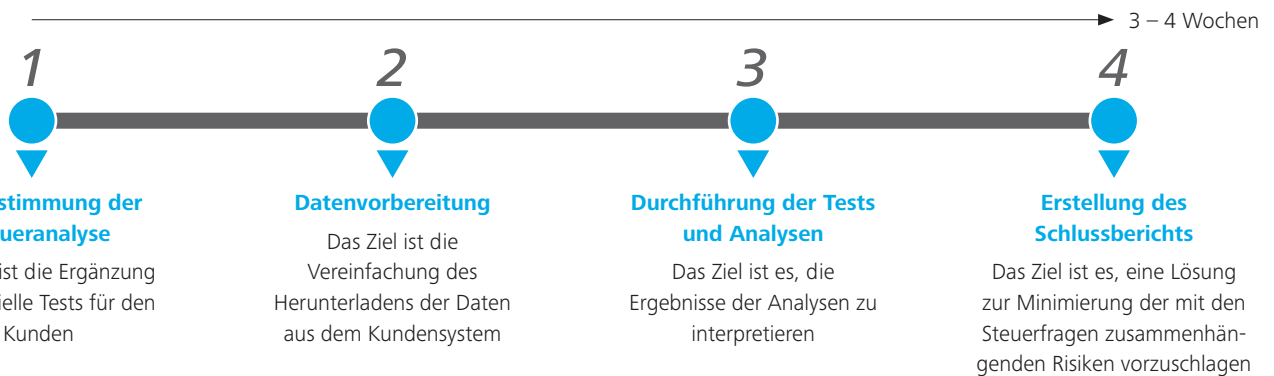 3 – 4 Wochen
1
2
3
4
stimmung der
ueranalyse
ist die Ergänzung
ielle Tests für den
Kunden
Datenvorbereitung
Das Ziel ist die
Vereinfachung des
Herunterladens der Daten
aus dem Kundensystem
Durchführung der Tests
und Analysen
Das Ziel ist es, die
Ergebnisse der Analysen zu
interpretieren
Erstellung des
Schlussberichts
Das Ziel ist es, eine Lösung
zur Minimierung der mit den
Steuerfragen zusammenhän-
genden Risiken vorzuschlagen